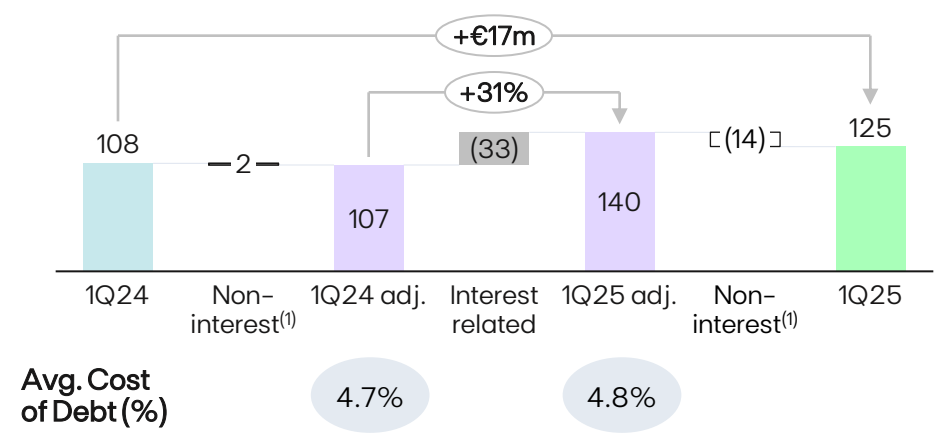 +€17m
+31%
108
2
107
(33)
140
(14)
125
1Q24
Non-
interest(1)
1Q24 adj.
Interest
related
1Q25 adj.
Non-
interest(1)
1Q25
Avg. Cost
of Debt (%)
4.7%
4.8%